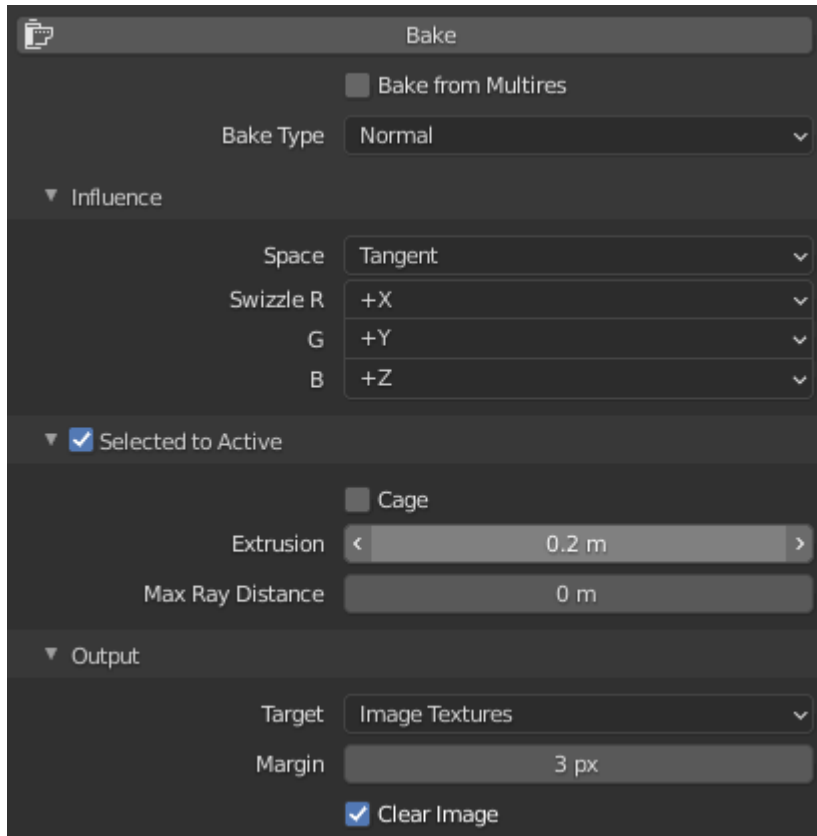 Bake
Bake from Multires
Bake Type Normal
Influence
Space Tangent
Swizzle R +X
G +Y
B +Z
Selected to Active
Cage
Extrusion 0.2 m
Max Ray Distance 0 m
Output
Target Image Textures
Margin 3 px
Clear Image